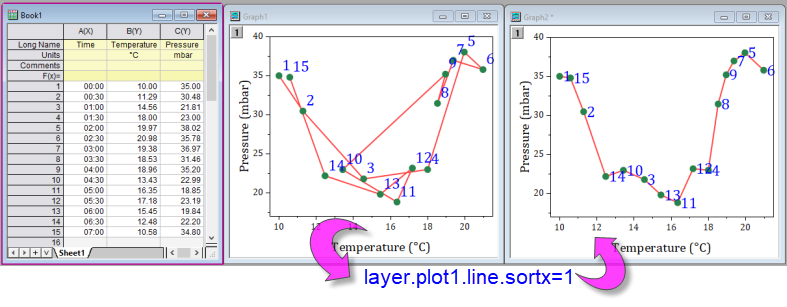 Book1
A(X) B(Y) C(Y)
Long Name Time Temperature Pressure
Units °C mbar
Comments
F(x)=
1 00:00 10.00 35.00
2 00:30 11.29 30.48
3 01:00 14.56 21.81
4 01:30 18.00 23.00
5 02:00 19.97 38.02
6 02:30 20.98 35.78
7 03:00 19.38 36.97
8 03:30 18.53 31.46
9 04:00 18.96 35.20
10 04:30 13.43 22.99
11 05:00 16.35 18.85
12 05:30 17.18 23.19
13 06:00 15.45 19.84
14 06:30 12.48 22.20
15 07:00 10.58 34.80
16
Sheet1
Graph1
1
Pressure (mbar)
40
35
30
25
20
10 12 14 16 18 20
Temperature (°C)
1 15
2
14 10 3
13
11
12 4
8
9 7 5
6
Graph2 *
1
Pressure (mbar)
40
35
30
25
20
10 12 14 16 18 20
Temperature (°C)
1 15
2
14 10 3
13
11
12 4
8
9 7 5
6
layer.plot1.line.sortx=1